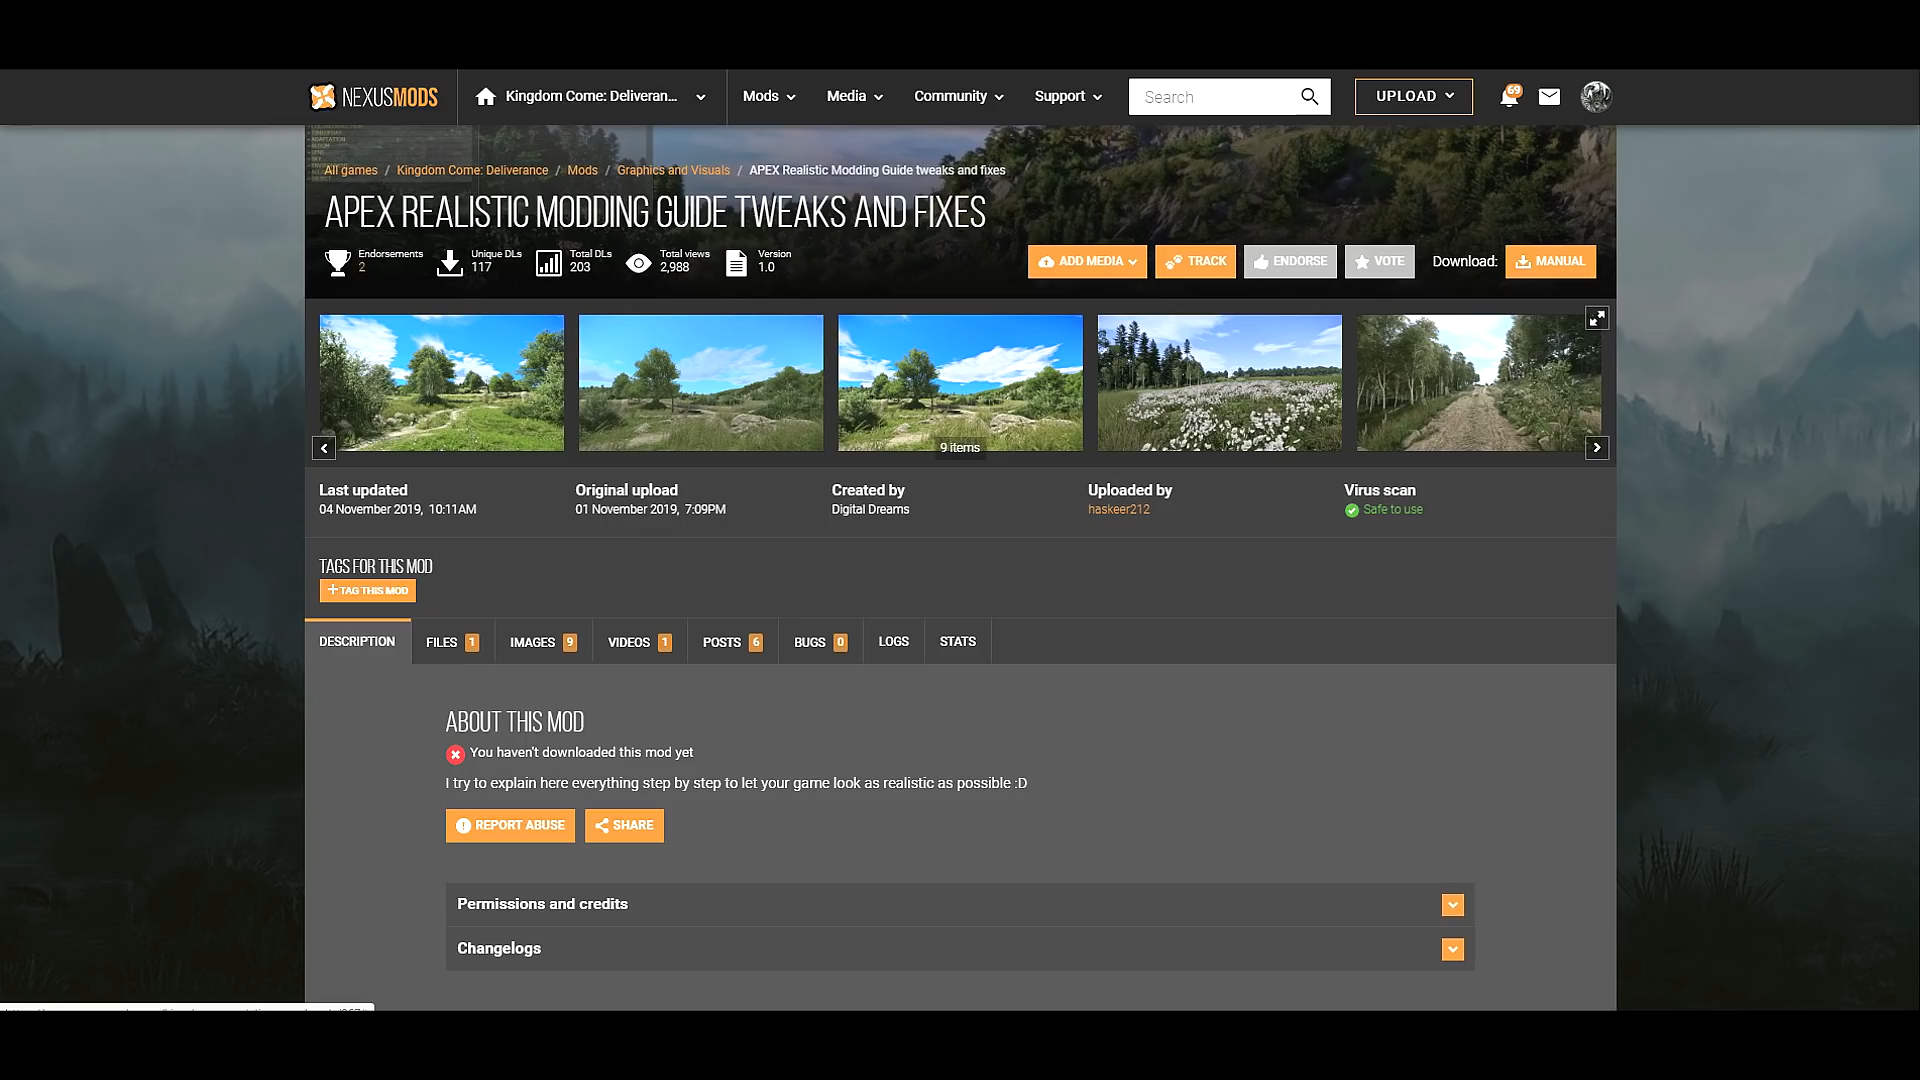 NEXUSMODS
Kingdom Come: Deliveran...
Mods
Media
Community
Support
Search
UPLOAD
69
All games / Kingdom Come: Deliverance / Mods / Graphics and Visuals / APEX Realistic Modding Guide tweaks and fixes
APEX REALISTIC MODDING GUIDE TWEAKS AND FIXES
Endorsements
2
Unique DLs
117
Total DLs
203
Total views
2,988
Version
1.0
ADD MEDIA
TRACK
ENDORSE
VOTE
Download:
MANUAL
9 items
Last updated
04 November 2019, 10:11AM
Original upload
01 November 2019, 7:09PM
Created by
Digital Dreams
Uploaded by
haskeer212
Virus scan
Safe to use
TAGS FOR THIS MOD
+ TAG THIS MOD
DESCRIPTION
FILES 1
IMAGES 9
VIDEOS 1
POSTS 6
BUGS 0
LOGS
STATS
ABOUT THIS MOD
You haven't downloaded this mod yet
I try to explain here everything step by step to let your game look as realistic as possible :D
REPORT ABUSE
SHARE
Permissions and credits
Changelogs